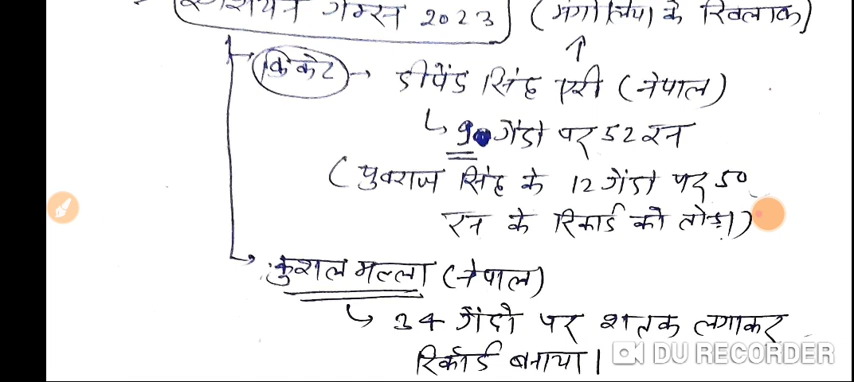 एशियन गेम्स 2023 (मंगोलिया के खिलाफ)
क्रिकेट → दीपेंद्र सिंह ऐरी (नेपाल)
↳ 9 गेंदो पर 52 रन
(युवराज सिंह के 12 गेंदो पर 50
रन के रिकार्ड को तोड़ा)
कुशल मल्ला (नेपाल)
↳ 34 गेंदो पर शतक लगाकर
रिकॉर्ड बनाया।
DU RECORDER